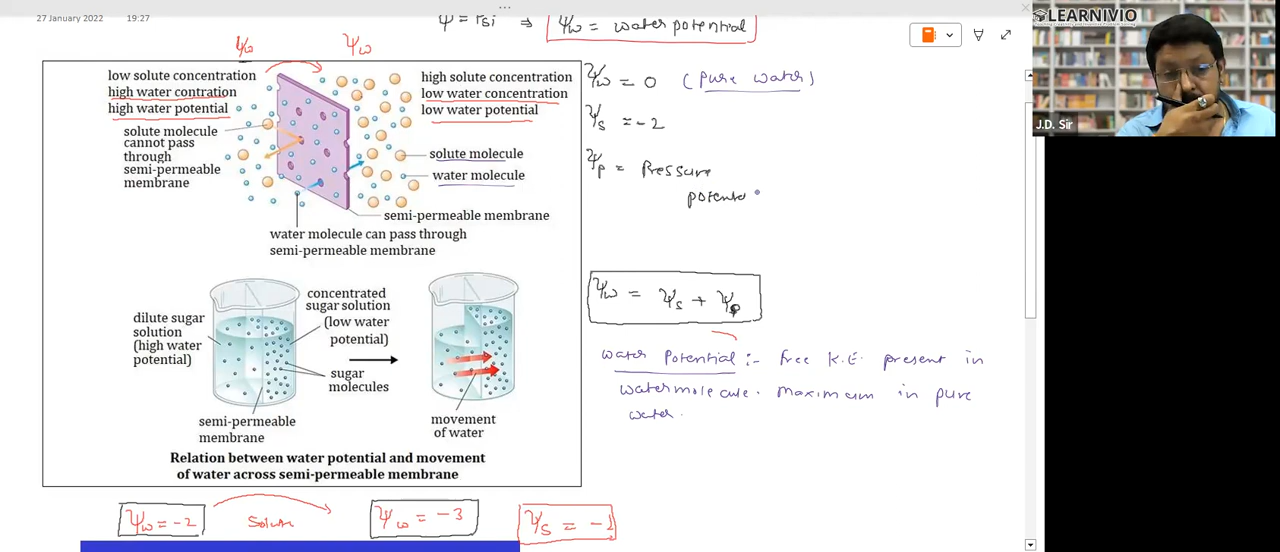 27 January 2022
19:27
Ψ = Psi ⇒ Ψw = water potential
LEARNIVIO
J.D. Sir
Ψw
Ψw
low solute concentration
high water contration
high water potential
high solute concentration
low water concentration
low water potential
solute molecule
cannot pass
through
semi-permeable
membrane
solute molecule
water molecule
semi-permeable membrane
water molecule can pass through
semi-permeable membrane
dilute sugar
solution
(high water
potential)
concentrated
sugar solution
(low water
potential)
sugar
molecules
semi-permeable
membrane
movement
of water
Relation between water potential and movement
of water across semi-permeable membrane
Ψw = 0 (pure water)
Ψs = -2
Ψp = Pressure
potentia
Ψw = Ψs + Ψp
Water Potential :- free K.E. present in
watermolecule. maximum in pure
water.
Ψw = -2
Ψw = -3
Ψs = -1